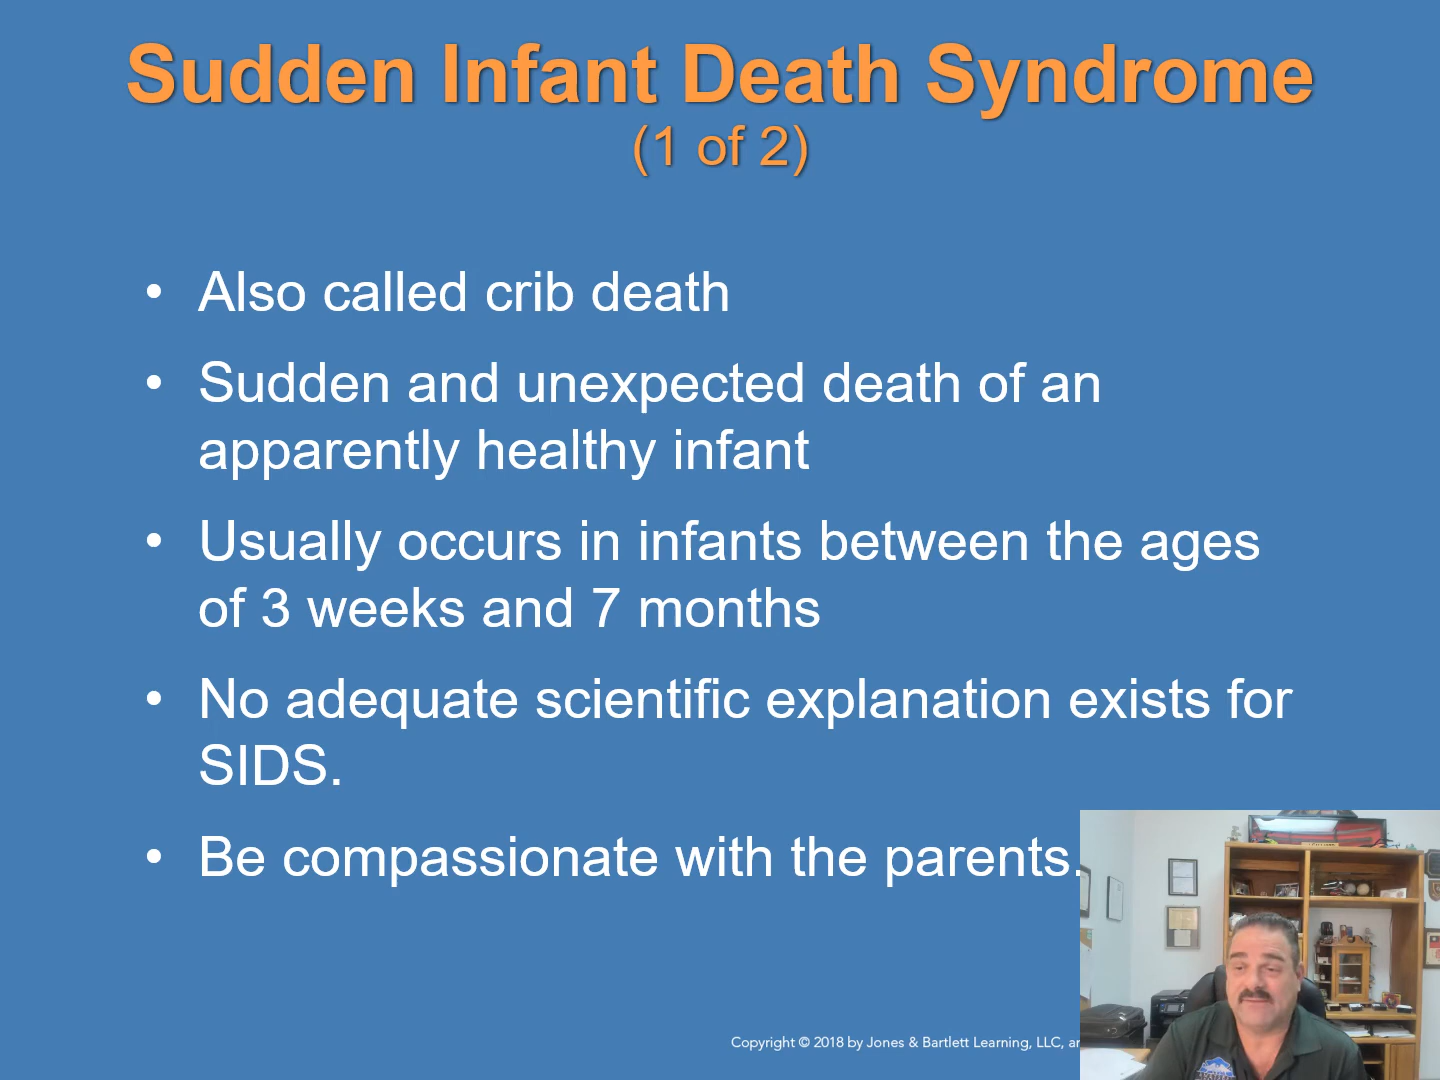 Sudden Infant Death Syndrome
(1 of 2)
• Also called crib death
• Sudden and unexpected death of an
apparently healthy infant
• Usually occurs in infants between the ages
of 3 weeks and 7 months
• No adequate scientific explanation exists for
SIDS.
• Be compassionate with the parents.
Copyright © 2018 by Jones & Bartlett Learning, LLC,